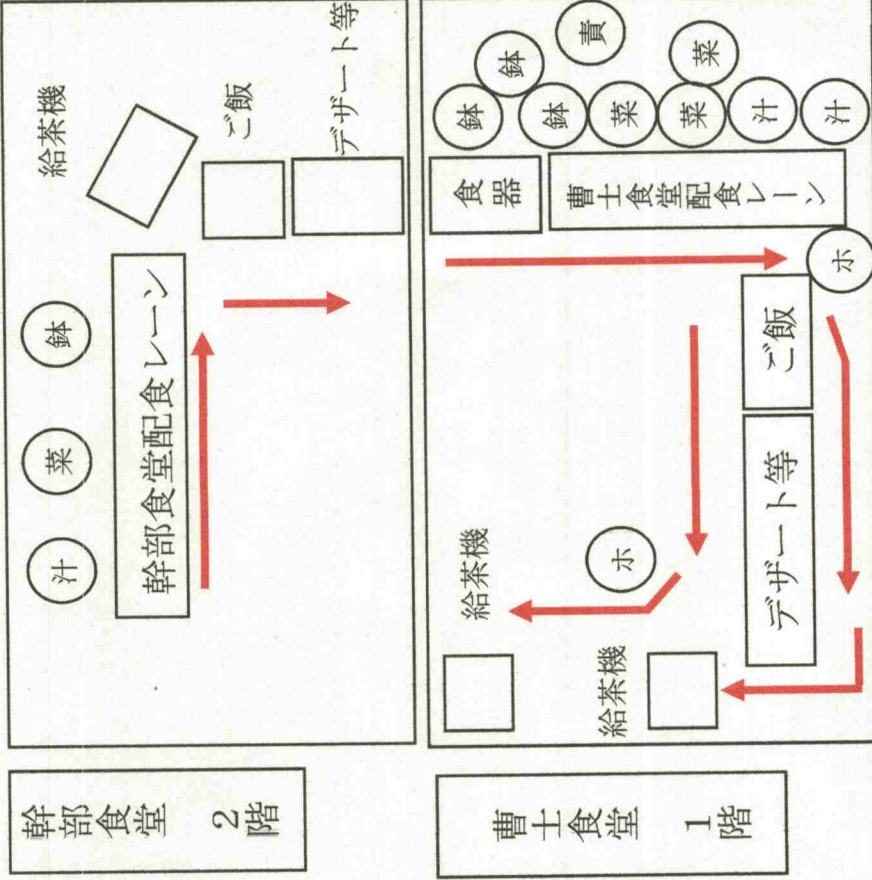 幹部食堂
2階
汁
菜
鉢
幹部食堂配食レーン
給茶機
ご飯
デザート等
曹士食堂
1階
給茶機
給茶機
ホ
デザート等
ご飯
ホ
食器
曹士食堂配食レーン
鉢
鉢
鉢
責
菜
菜
菜
汁
汁